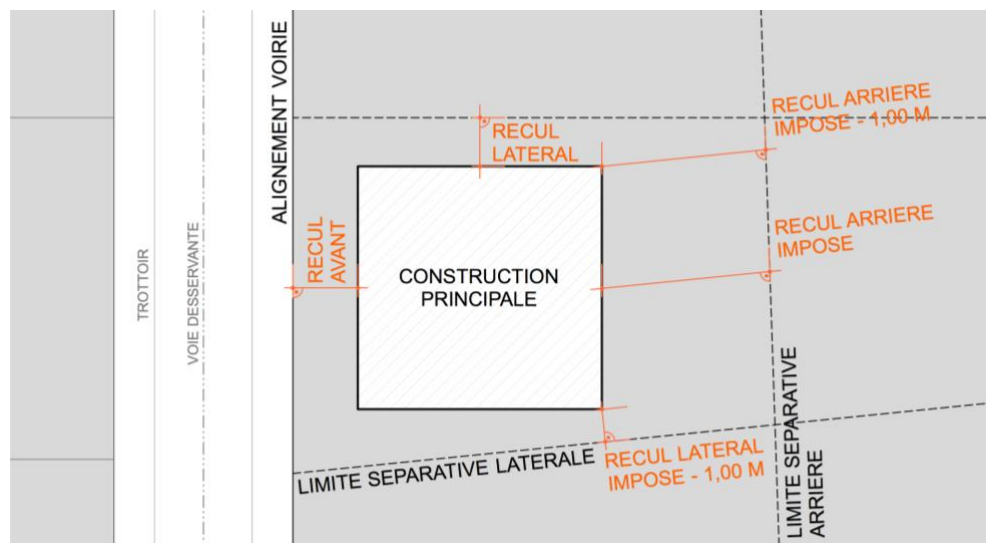 TROTTOIR
VOIE DESSERVANTE
ALIGNEMENT VOIRIE
RECUL
AVANT
RECUL
LATERAL
CONSTRUCTION
PRINCIPALE
RECUL ARRIERE
IMPOSE - 1,00 M
RECUL ARRIERE
IMPOSE
LIMITE SEPARATIVE LATERALE
RECUL LATERAL
IMPOSE - 1,00 M
LIMITE SEPARATIVE
ARRIERE